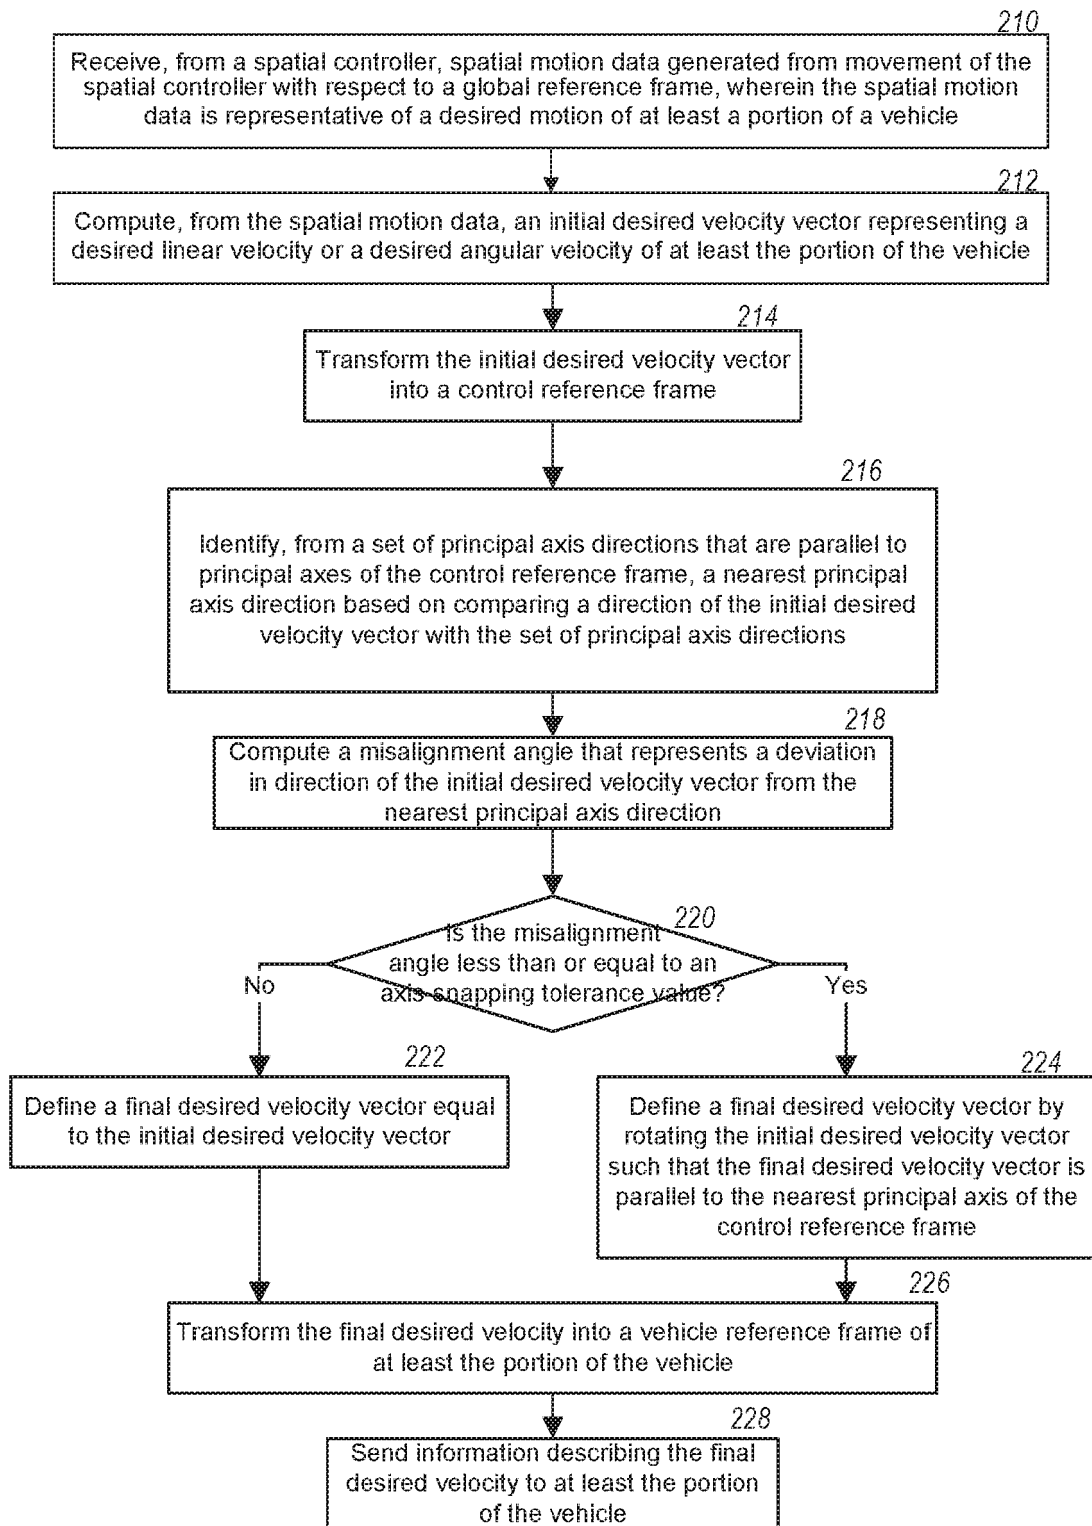 210
Receive, from a spatial controller, spatial motion data generated from movement of the
spatial controller with respect to a global reference frame, wherein the spatial motion
data is representative of a desired motion of at least a portion of a vehicle
212
Compute, from the spatial motion data, an initial desired velocity vector representing a
desired linear velocity or a desired angular velocity of at least the portion of the vehicle
214
Transform the initial desired velocity vector
into a control reference frame
216
Identify, from a set of principal axis directions that are parallel to
principal axes of the control reference frame, a nearest principal
axis direction based on comparing a direction of the initial desired
velocity vector with the set of principal axis directions
218
Compute a misalignment angle that represents a deviation
in direction of the initial desired velocity vector from the
nearest principal axis direction
220
Is the misalignment
angle less than or equal to an
axis-snapping tolerance value?
No
Yes
222
Define a final desired velocity vector equal
to the initial desired velocity vector
224
Define a final desired velocity vector by
rotating the initial desired velocity vector
such that the final desired velocity vector is
parallel to the nearest principal axis of the
control reference frame
226
Transform the final desired velocity into a vehicle reference frame of
at least the portion of the vehicle
228
Send information describing the final
desired velocity to at least the portion
of the vehicle